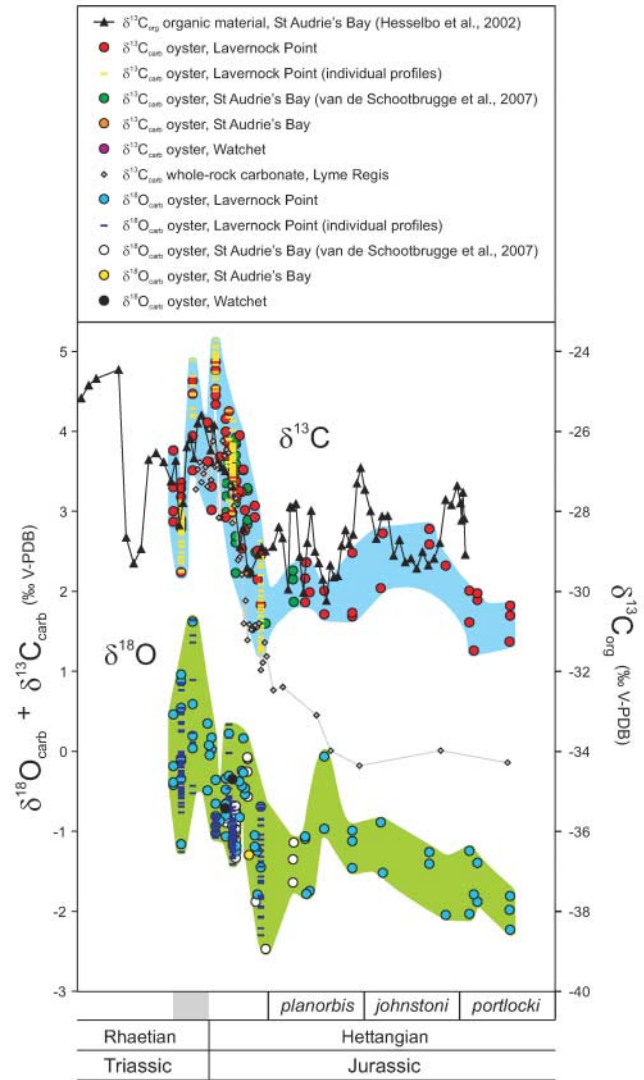 δ13Corg organic material, St Audrie's Bay (Hesselbo et al., 2002)
δ13Ccarb oyster, Lavernock Point
δ13Ccarb oyster, Lavernock Point (individual profiles)
δ13Ccarb oyster, St Audrie's Bay (van de Schootbrugge et al., 2007)
δ13Ccarb oyster, St Audrie's Bay
δ13Ccarb oyster, Watchet
δ13Ccarb whole-rock carbonate, Lyme Regis
δ18Ocarb oyster, Lavernock Point
δ18Ocarb oyster, Lavernock Point (individual profiles)
δ18Ocarb oyster, St Audrie's Bay (van de Schootbrugge et al., 2007)
δ18Ocarb oyster, St Audrie's Bay
δ18Ocarb oyster, Watchet
5
4
3
2
1
0
-1
-2
-3
δ18Ocarb + δ13Ccarb (‰ V-PDB)
δ13C
δ18O
-24
-26
-28
-30
-32
-34
-36
-38
-40
δ13Corg (‰ V-PDB)
planorbis johnstoni portlocki
Rhaetian Hettangian
Triassic Jurassic